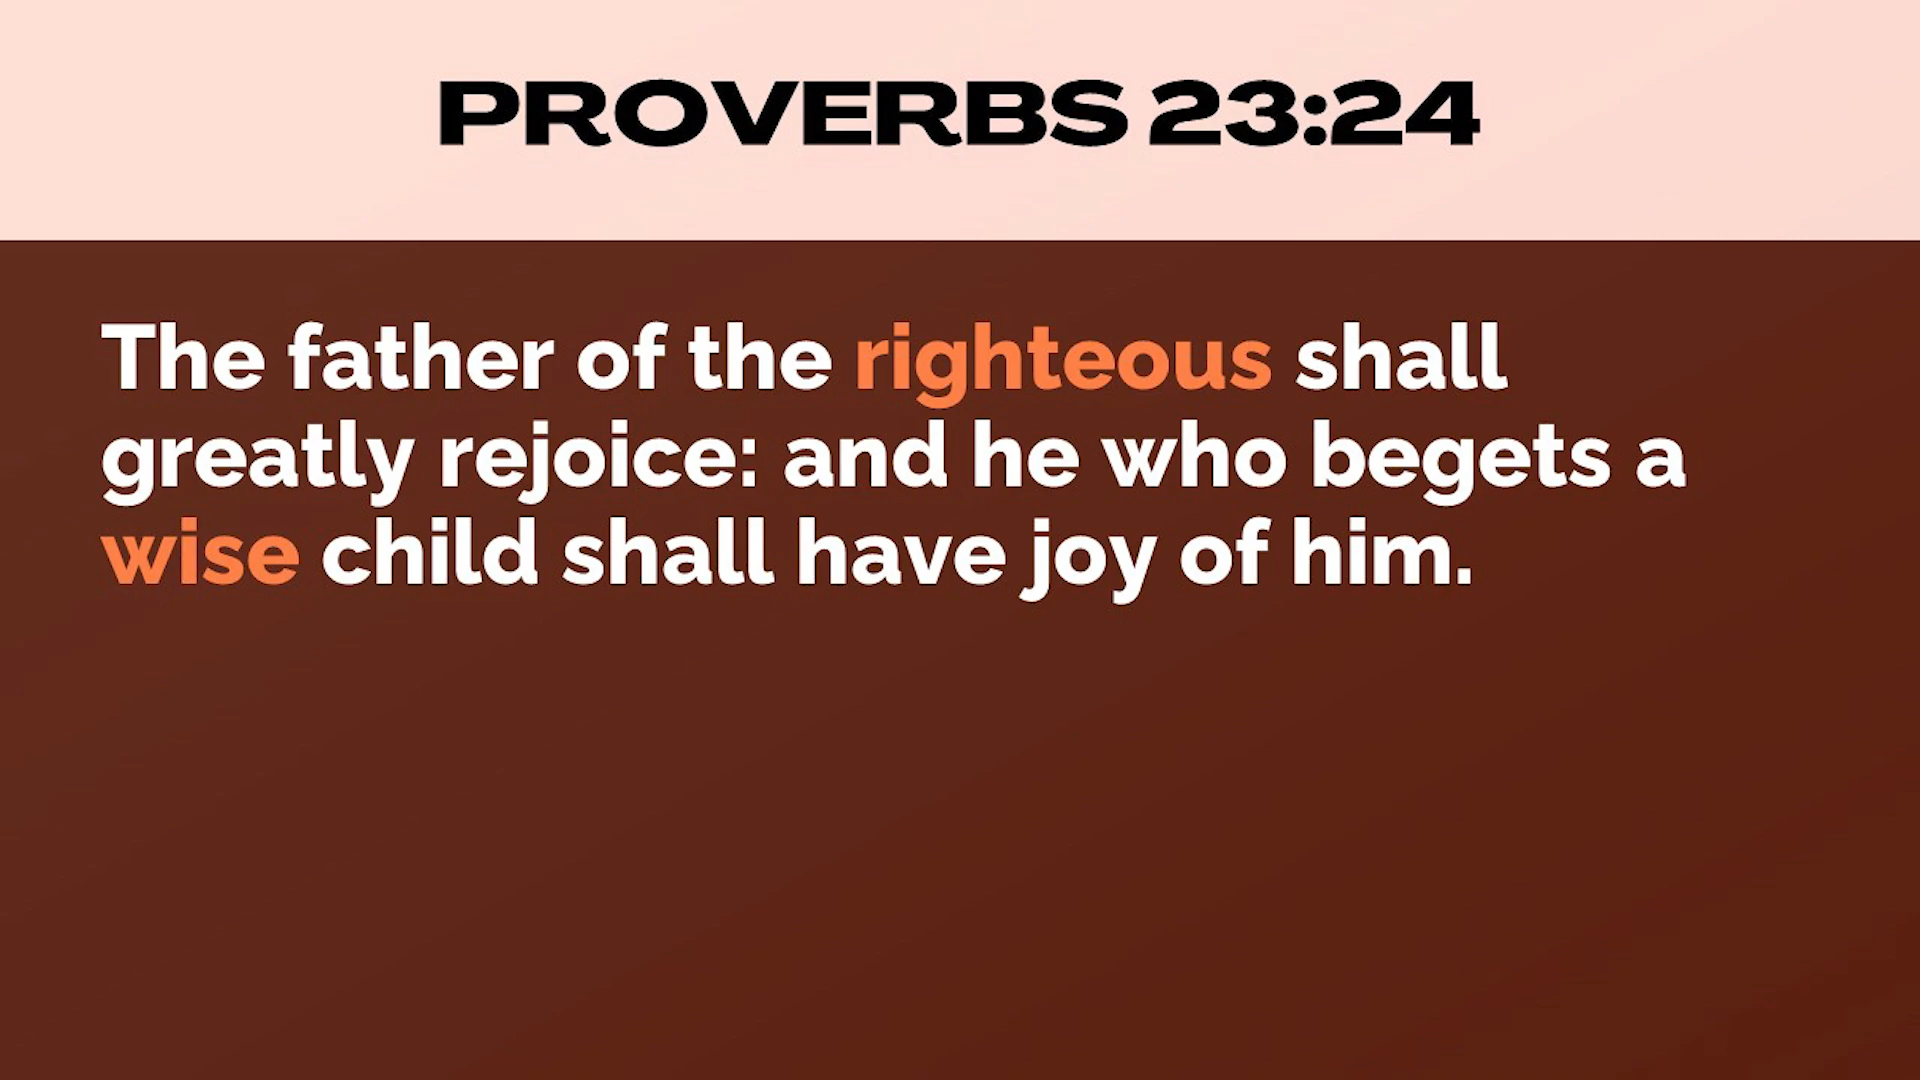 PROVERBS 23:24
The father of the righteous shall
greatly rejoice: and he who begets a
wise child shall have joy of him.